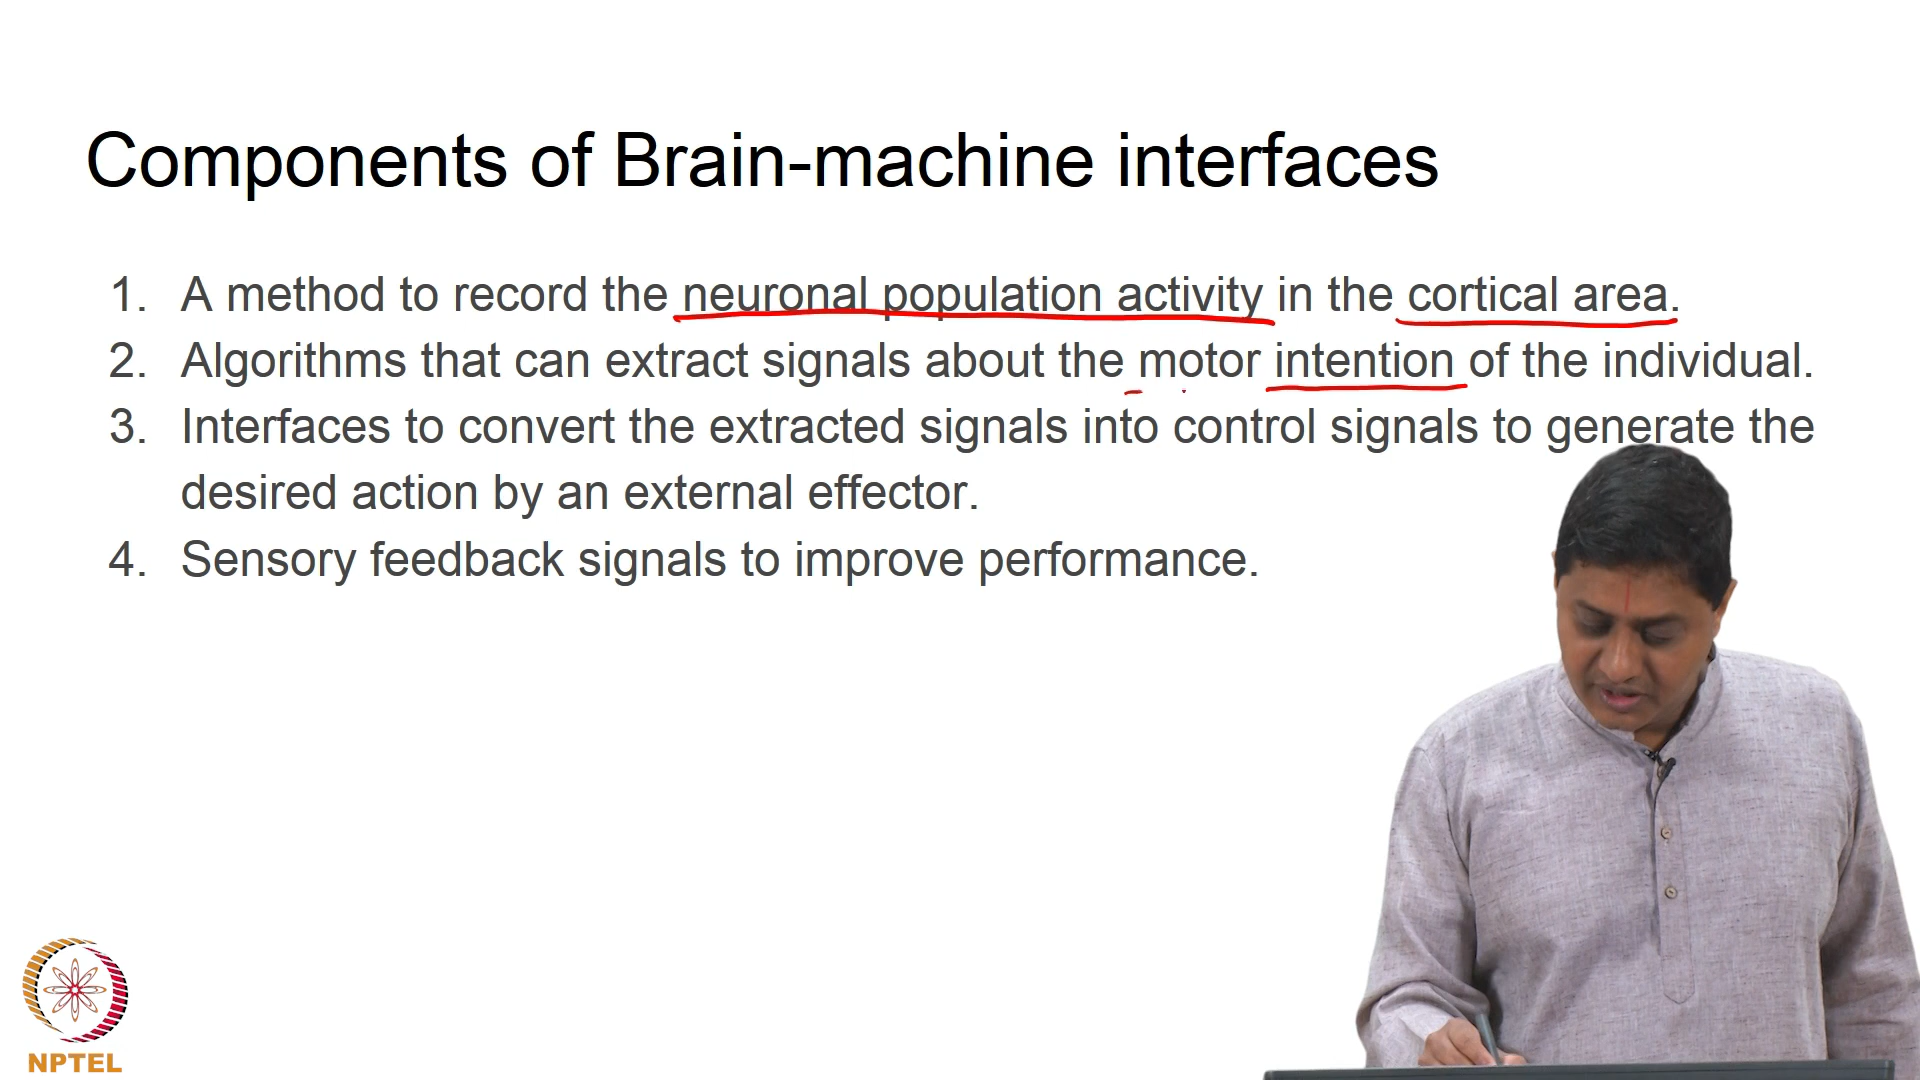 Components of Brain-machine interfaces
1. A method to record the neuronal population activity in the cortical area.
2. Algorithms that can extract signals about the motor intention of the individual.
3. Interfaces to convert the extracted signals into control signals to generate the
desired action by an external effector.
4. Sensory feedback signals to improve performance.
NPTEL